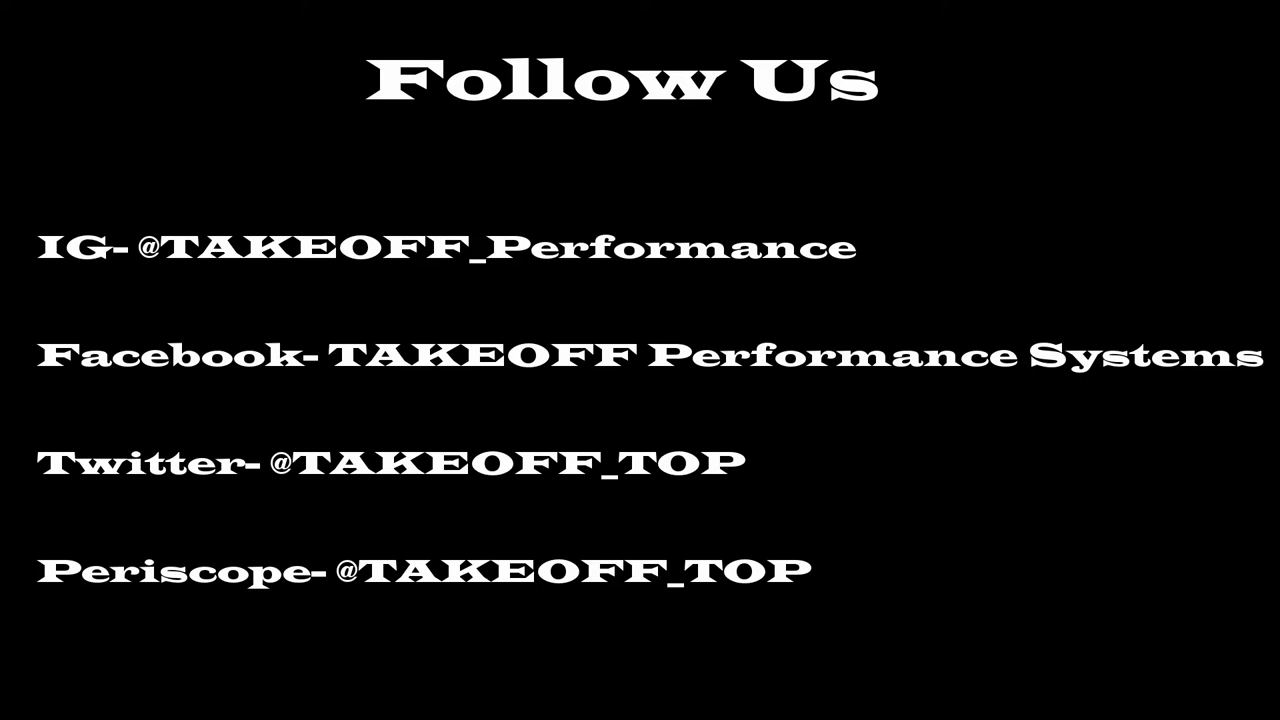 Follow Us
IG- @TAKEOFF_Performance
Facebook- TAKEOFF Performance Systems
Twitter- @TAKEOFF_TOP
Periscope- @TAKEOFF_TOP